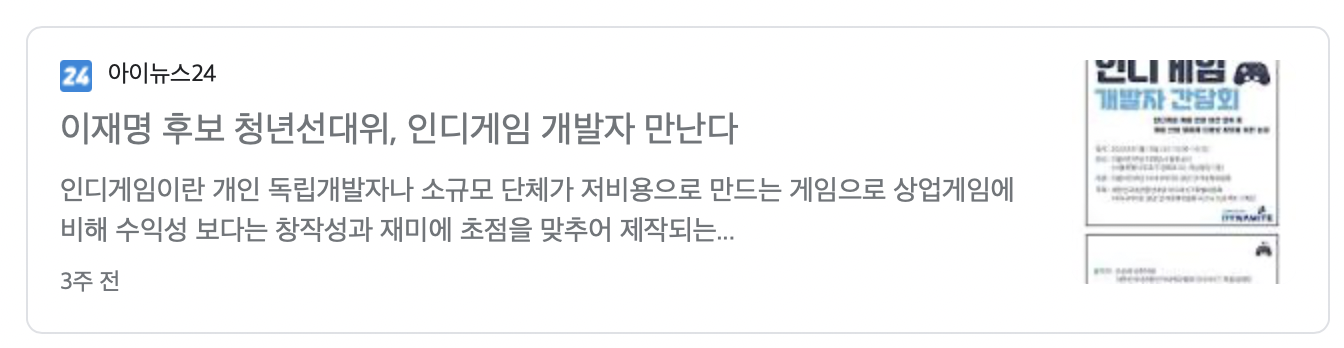 24 아이뉴스24
이재명 후보 청년선대위, 인디게임 개발자 만난다
인디게임이란 개인 독립개발자나 소규모 단체가 저비용으로 만드는 게임으로 상업게임에
비해 수익성 보다는 창작성과 재미에 초점을 맞추어 제작되는...
3주 전
인디 게임
개발자 간담회